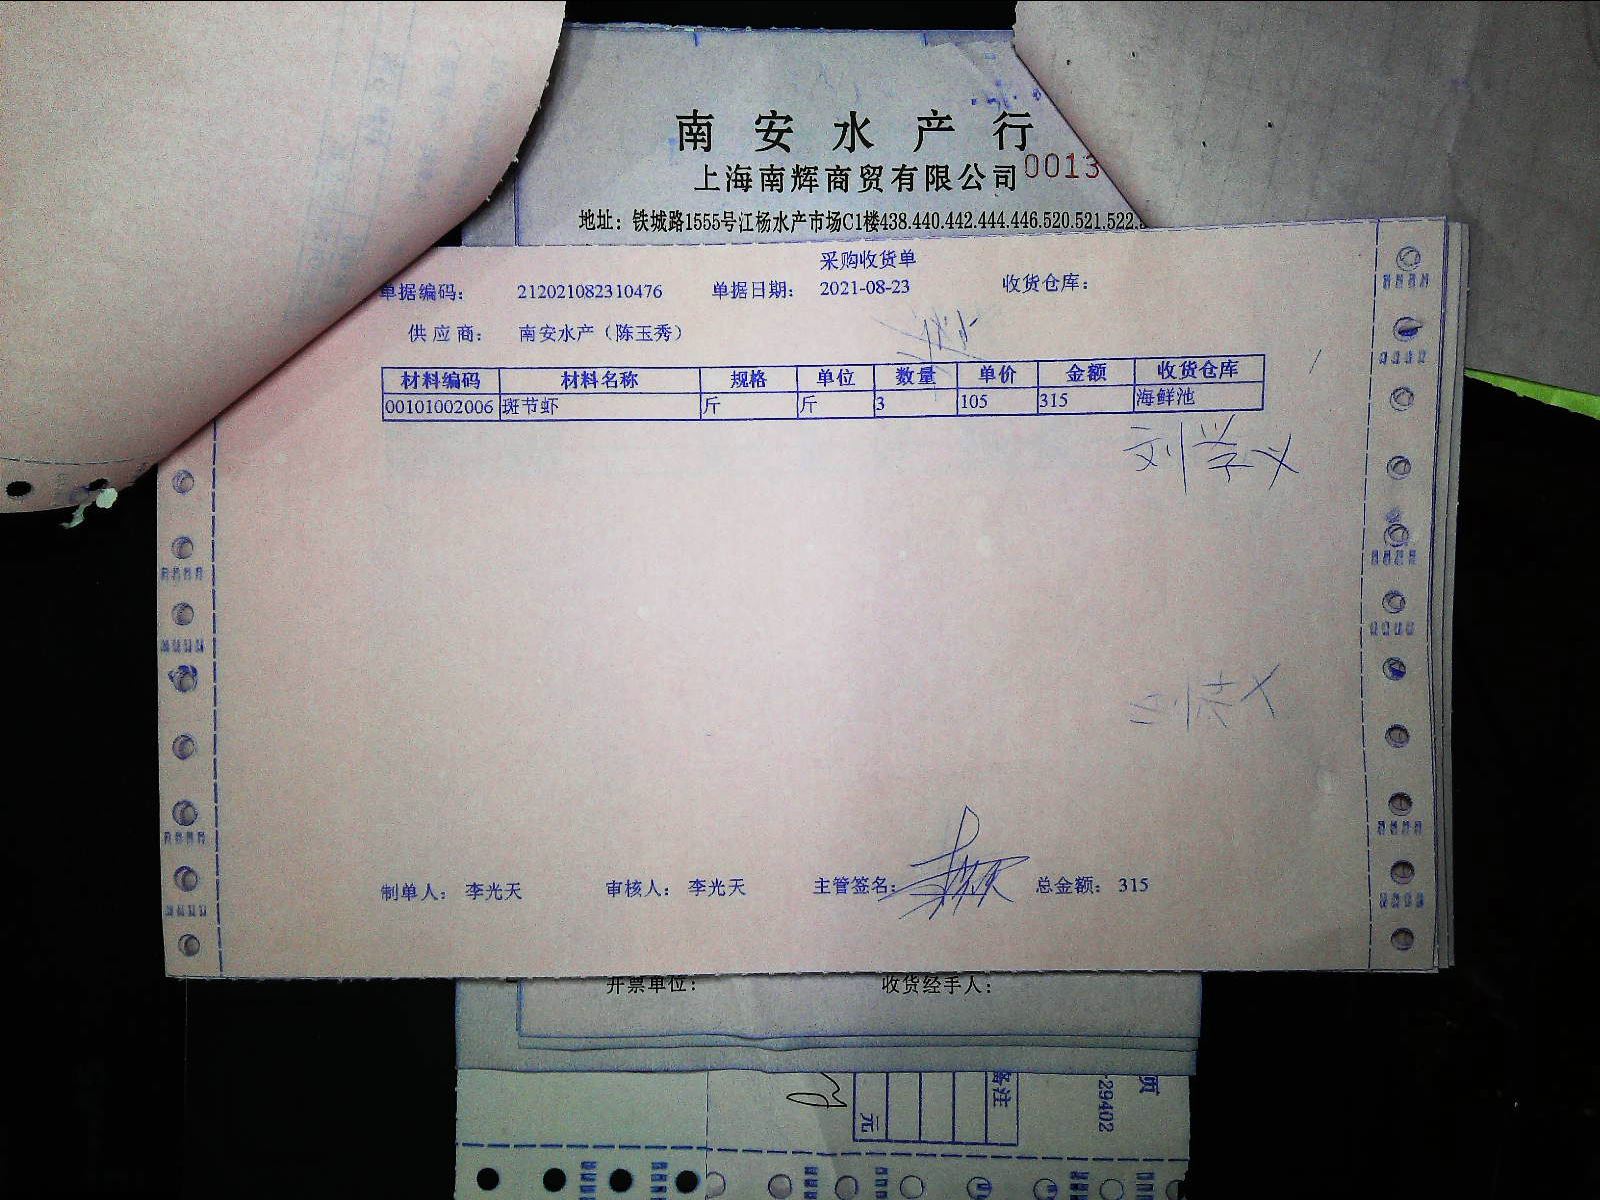 南安水产行
上海南辉商贸有限公司 0013
地址：铁城路1555号江杨水产市场C1楼438.440.442.444.446.520.521.522.
采购收货单
单据编码： 212021082310476 单据日期： 2021-08-23 收货仓库：
供应商： 南安水产（陈玉秀）
材料编码 材料名称 规格 单位 数量 单价 金额 收货仓库
00101002006 斑节虾 斤 斤 3 105 315 海鲜池
刘学义
制单人： 李光天 审核人： 李光天 主管签名： 总金额： 315
开票单位： 收货经手人：
备注
元
页
-29402